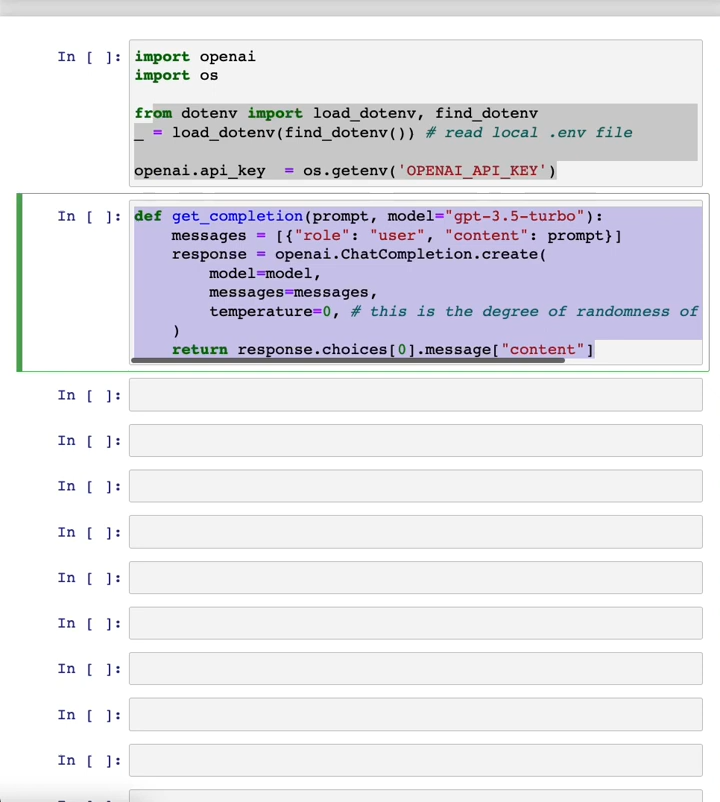 In [ ]: import openai
import os
from dotenv import load_dotenv, find_dotenv
_ = load_dotenv(find_dotenv()) # read local .env file
openai.api_key  = os.getenv('OPENAI_API_KEY')
In [ ]: def get_completion(prompt, model="gpt-3.5-turbo"):
messages = [{"role": "user", "content": prompt}]
response = openai.ChatCompletion.create(
model=model,
messages=messages,
temperature=0, # this is the degree of randomness of
)
return response.choices[0].message["content"]
In [ ]:
In [ ]:
In [ ]:
In [ ]:
In [ ]:
In [ ]:
In [ ]:
In [ ]:
In [ ]: